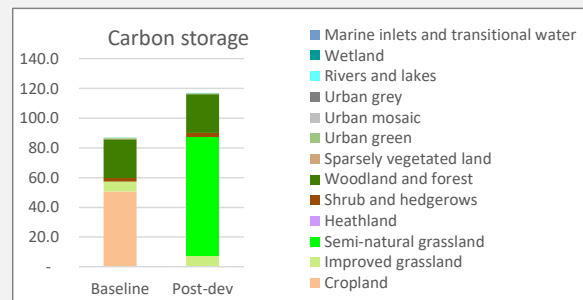 Carbon storage
140.0
120.0
100.0
80.0
60.0
40.0
20.0
-
Baseline
Post-dev
Marine inlets and transitional water
Wetland
Rivers and lakes
Urban grey
Urban mosaic
Urban green
Sparsely vegetated land
Woodland and forest
Shrub and hedgerows
Heathland
Semi-natural grassland
Improved grassland
Cropland